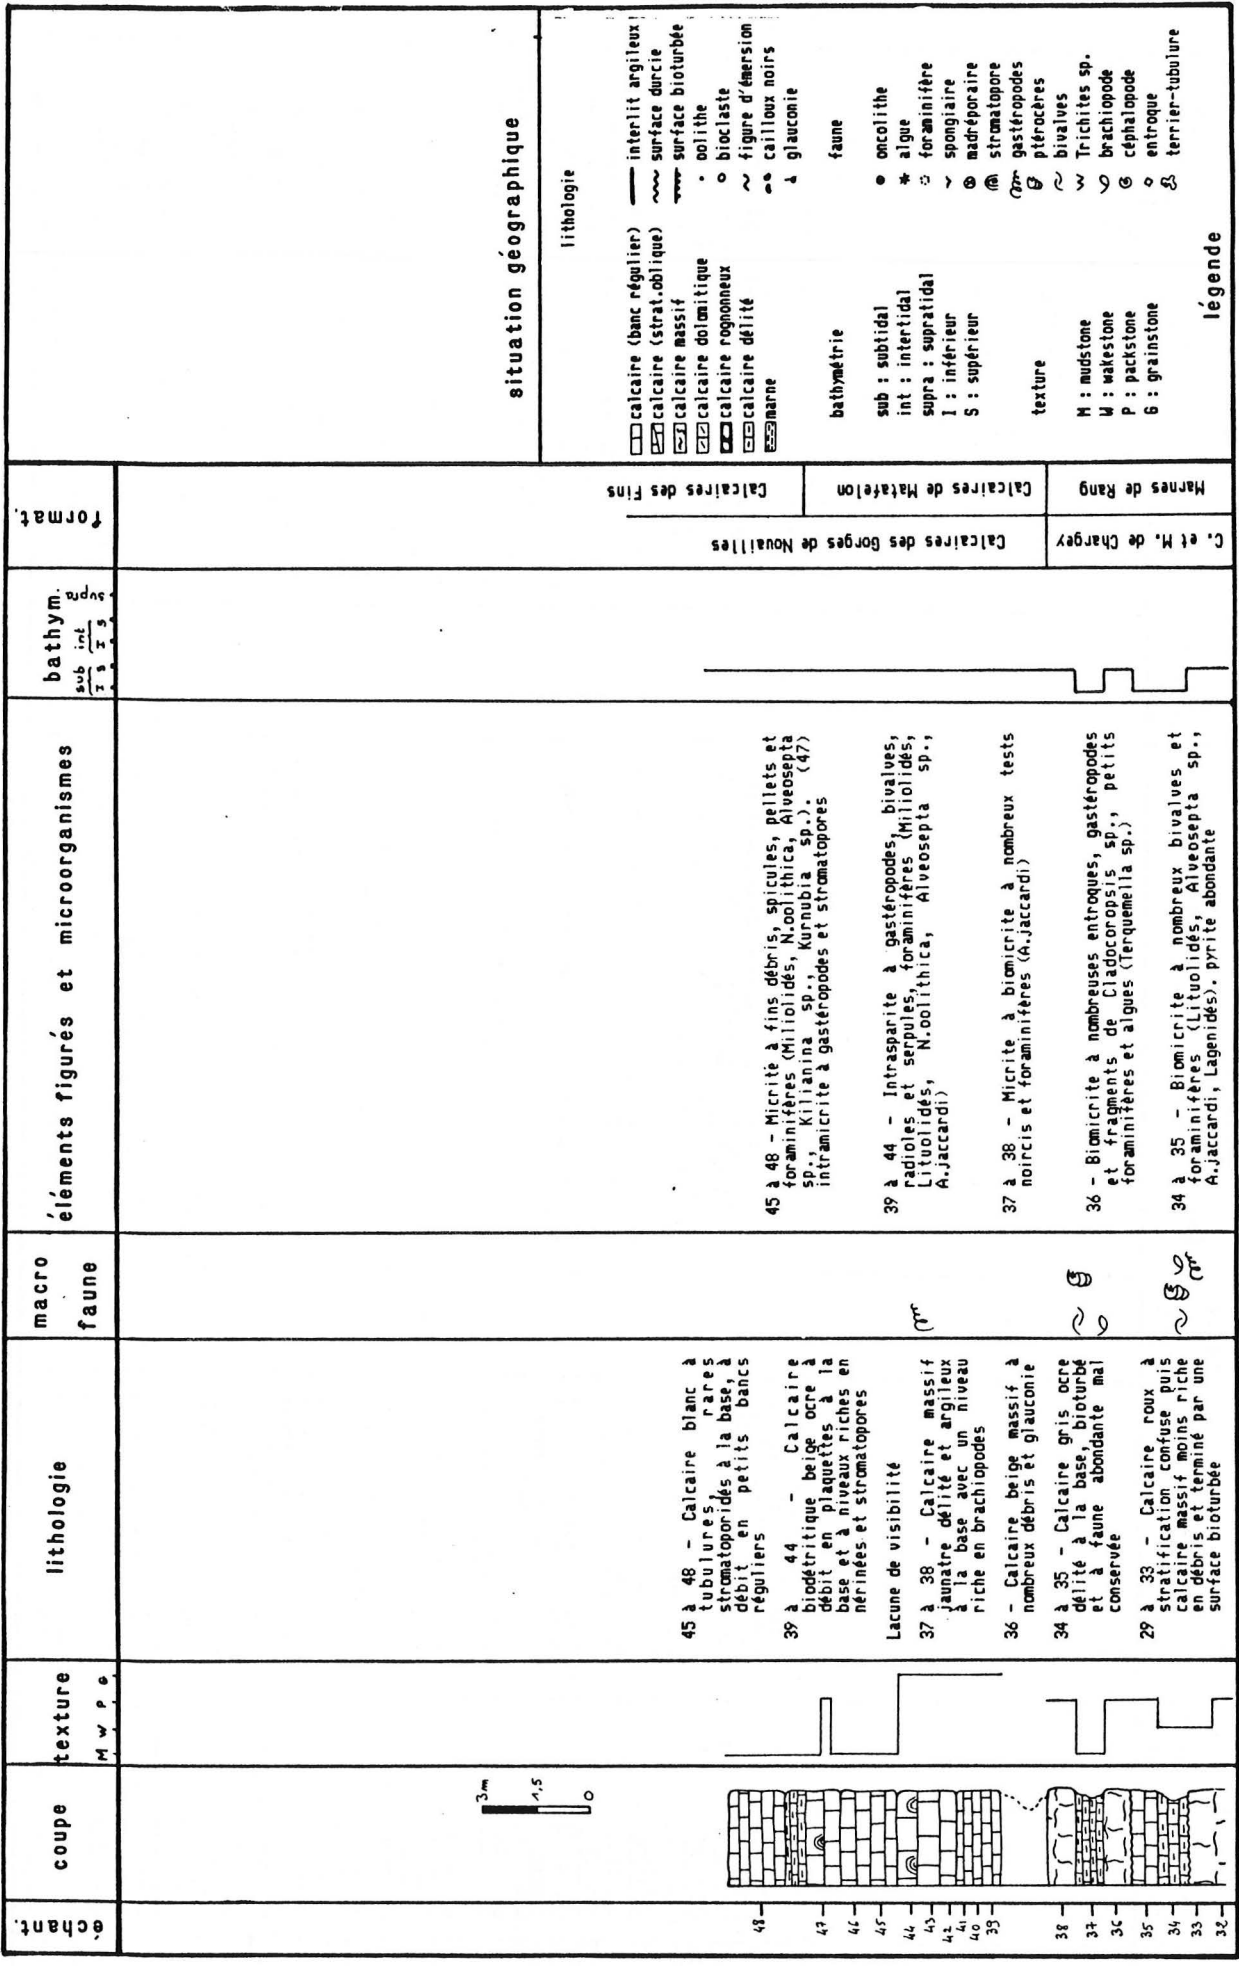 échant.
coupe
texture
M W P G
lithologie
macro
faune
éléments figurés et microorganismes
bathym.
sub int supra
I S I S
format.
situation géographique
3m
1,5
0
48
47
46
45
44
43
42
41
40
39
38
37
36
35
34
33
32
45 à 48 - Calcaire blanc à
tubulures, rares
stromatoporidés à la base, à
débit en petits bancs
réguliers
39 à 44 - Calcaire
biodétritique beige ocre à
débit en plaquettes à la
base et à niveaux riches en
nérinées et stromatopores
Lacune de visibilité
37 à 38 - Calcaire massif
jaunatre délité et argileux
à la base avec un niveau
riche en brachiopodes
36 - Calcaire beige massif à
nombreux débris et glauconie
34 à 35 - Calcaire gris ocre
délité à la base, bioturbé
et à faune abondante mal
conservée
29 à 33 - Calcaire roux à
stratification confuse puis
calcaire massif moins riche
en débris et terminé par une
surface bioturbée
45 à 48 - Micrite à fins débris, spicules, pellets et
foraminifères (Miliolidés, N.oolithica, Alveosepta
sp., Kilianina sp., Kurnubia sp.). (47)
intramicrite à gastéropodes et stromatopores
39 à 44 - Intrasparite à gastéropodes, bivalves,
radioles et serpules, foraminifères (Miliolidés,
Lituolidés, N.oolithica, Alveosepta sp.,
A.jaccardi)
37 à 38 - Micrite à biomicrite à nombreux tests
noircis et foraminifères (A.jaccardi)
36 - Biomicrite à nombreuses entroques, gastéropodes
et fragments de Cladocoropsis sp., petits
foraminifères et algues (Terquemella sp.)
34 à 35 - Biomicrite à nombreux bivalves et
foraminifères (Lituolidés, Alveosepta sp.,
A.jaccardi, Lagenidés). pyrite abondante
Calcaires des Fins
Calcaires de Matafelon
Marnes de Rang
Calcaires des Gorges de Nouailles
C. et M. de Chargey
lithologie
calcaire (banc régulier)
calcaire (strat.oblique)
calcaire massif
calcaire dolomitique
calcaire rognonneux
calcaire délité
marne
interlit argileux
surface durcie
surface bioturbée
oolithe
bioclaste
figure d'émersion
cailloux noirs
glauconie
bathymétrie
sub : subtidal
int : intertidal
supra : supratidal
I : inférieur
S : supérieur
texture
M : mudstone
W : wakestone
P : packstone
G : grainstone
faune
oncolithe
algue
foraminifère
spongiaire
madréporaire
stromatopore
gastéropodes
ptérocères
bivalves
Trichites sp.
brachiopode
céphalopode
entroque
terrier-tubulure
légende